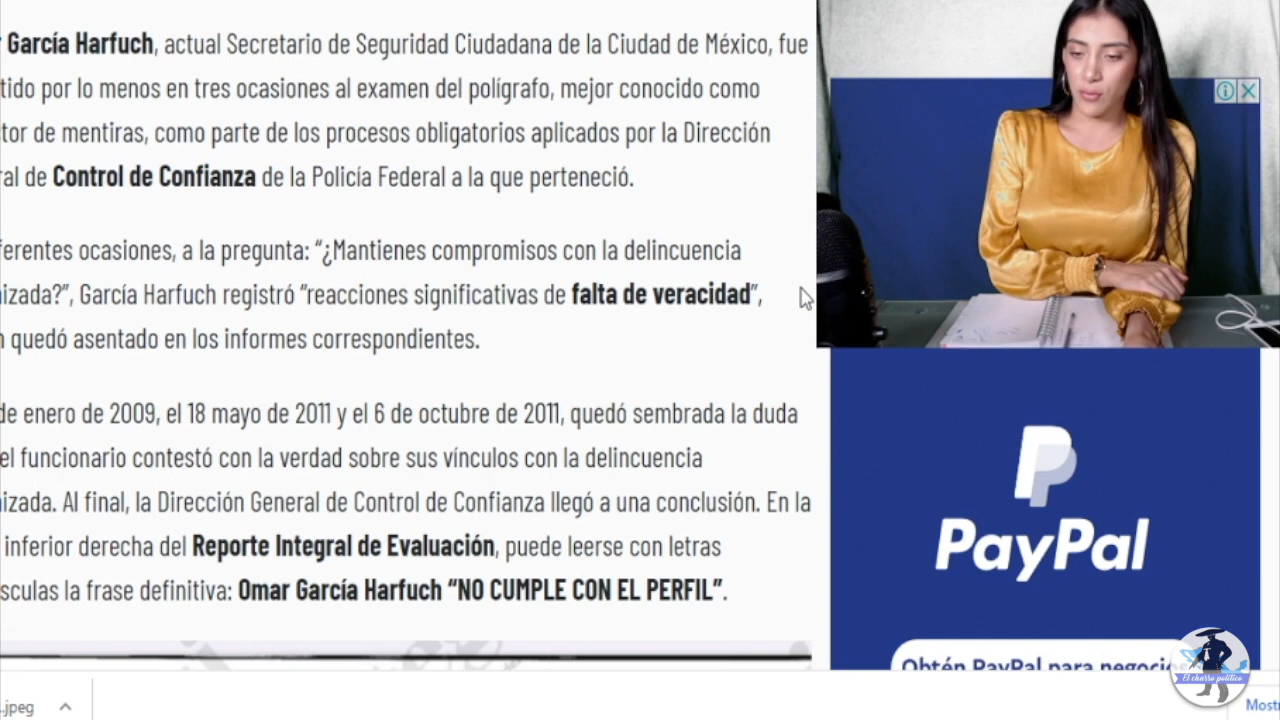 García Harfuch, actual Secretario de Seguridad Ciudadana de la Ciudad de México, fue
tido por lo menos en tres ocasiones al examen del polígrafo, mejor conocido como
tor de mentiras, como parte de los procesos obligatorios aplicados por la Dirección
ral de Control de Confianza de la Policía Federal a la que perteneció.
ferentes ocasiones, a la pregunta: “¿Mantienes compromisos con la delincuencia
nizada?”, García Harfuch registró “reacciones significativas de falta de veracidad”,
n quedó asentado en los informes correspondientes.
de enero de 2009, el 18 mayo de 2011 y el 6 de octubre de 2011, quedó sembrada la duda
el funcionario contestó con la verdad sobre sus vínculos con la delincuencia
nizada. Al final, la Dirección General de Control de Confianza llegó a una conclusión. En la
inferior derecha del Reporte Integral de Evaluación, puede leerse con letras
sculas la frase definitiva: Omar García Harfuch “NO CUMPLE CON EL PERFIL”.
PayPal
Obtén PayPal para negocios
El charro político
.jpeg
Mostr